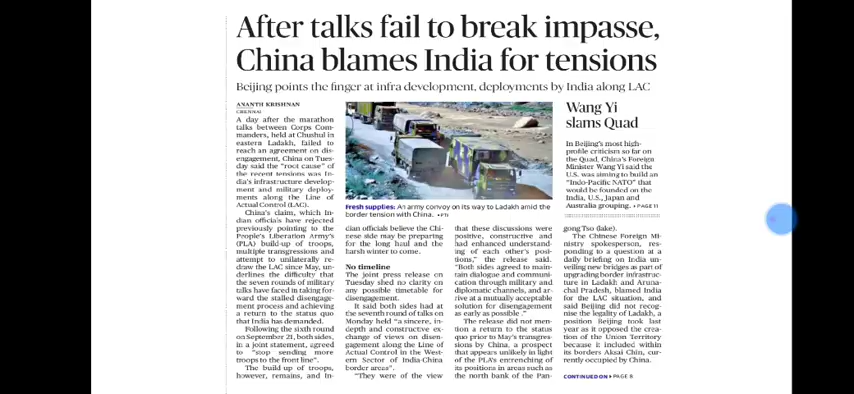 After talks fail to break impasse,
China blames India for tensions
Beijing points the finger at infra development, deployments by India along LAC
ANANTH KRISHNAN
CHENNAI
A day after the marathon
talks between Corps Com-
manders, held at Chushul in
eastern Ladakh, failed to
reach an agreement on dis-
engagement, China on Tues-
day said the "root cause" of
the recent tensions was In-
dia's infrastructure develop-
ment and military deploy-
ments along the Line of
Actual Control (LAC).
China's claim, which In-
dian officials have rejected
previously pointing to the
People's Liberation Army's
(PLA) build-up of troops,
multiple transgressions and
attempt to unilaterally re-
draw the LAC since May, un-
derlines the difficulty that
the seven rounds of military
talks have faced in taking for-
ward the stalled disengage-
ment process and achieving
a return to the status quo
that India has demanded.
Following the sixth round
on September 21, both sides,
in a joint statement, agreed
to "stop sending more
troops to the front line".
The build up of troops,
however, remains, and In-
Fresh supplies: An army convoy on its way to Ladakh amid the
border tension with China. •PTI
dian officials believe the Chi-
nese side may be preparing
for the long haul and the
harsh winter to come.
No timeline
The joint press release on
Tuesday shed no clarity on
any possible timetable for
disengagement.
It said both sides had at
the seventh round of talks on
Monday held "a sincere, in-
depth and constructive ex-
change of views on disen-
gagement along the Line of
Actual Control in the West-
ern Sector of India-China
border areas".
"They were of the view
that these discussions were
positive, constructive and
had enhanced understand-
ing of each other's posi-
tions," the release said.
"Both sides agreed to main-
tain dialogue and communi-
cation through military and
diplomatic channels, and ar-
rive at a mutually acceptable
solution for disengagement
as early as possible."
The release did not men-
tion a return to the status
quo prior to May's transgres-
sions by China, a prospect
that appears unlikely in light
of the PLA's entrenching of
its positions in areas such as
the north bank of the Pan-
Wang Yi
slams Quad
In Beijing's most high-
profile criticism so far on
the Quad, China's Foreign
Minister Wang Yi said the
U.S. was aiming to build an
"Indo-Pacific NATO" that
would be founded on the
India, U.S., Japan and
Australia grouping. ▸ PAGE 11
gong Tso (lake).
The Chinese Foreign Mi-
nistry spokesperson, res-
ponding to a question at a
daily briefing on India un-
veiling new bridges as part of
upgrading border infrastruc-
ture in Ladakh and Aruna-
chal Pradesh, blamed India
for the LAC situation, and
said Beijing did not recog-
nise the legality of Ladakh, a
position Beijing took last
year as it opposed the crea-
tion of the Union Territory
because it included within
its borders Aksai Chin, cur-
rently occupied by China.
CONTINUED ON ▸ PAGE 8